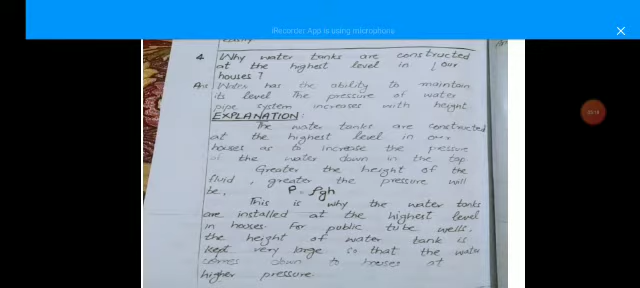 iRecorder App is using microphone
4 Why water tanks are constructed
at the highest level in our
houses ?
Ans Water has the ability to maintain
its level. The pressure of water
pipe system increases with height
EXPLANATION :
The water tanks are constructed
at the highest level in our
houses as to increase the pressure
of the water down in the tap
Greater the height of the
fluid, greater the pressure will
be,
P = ρgh
This is why the water tanks
are installed at the highest level
in houses. For public tube wells,
the height of water tank is
kept very large so that the water
comes down to houses at
higher pressure.